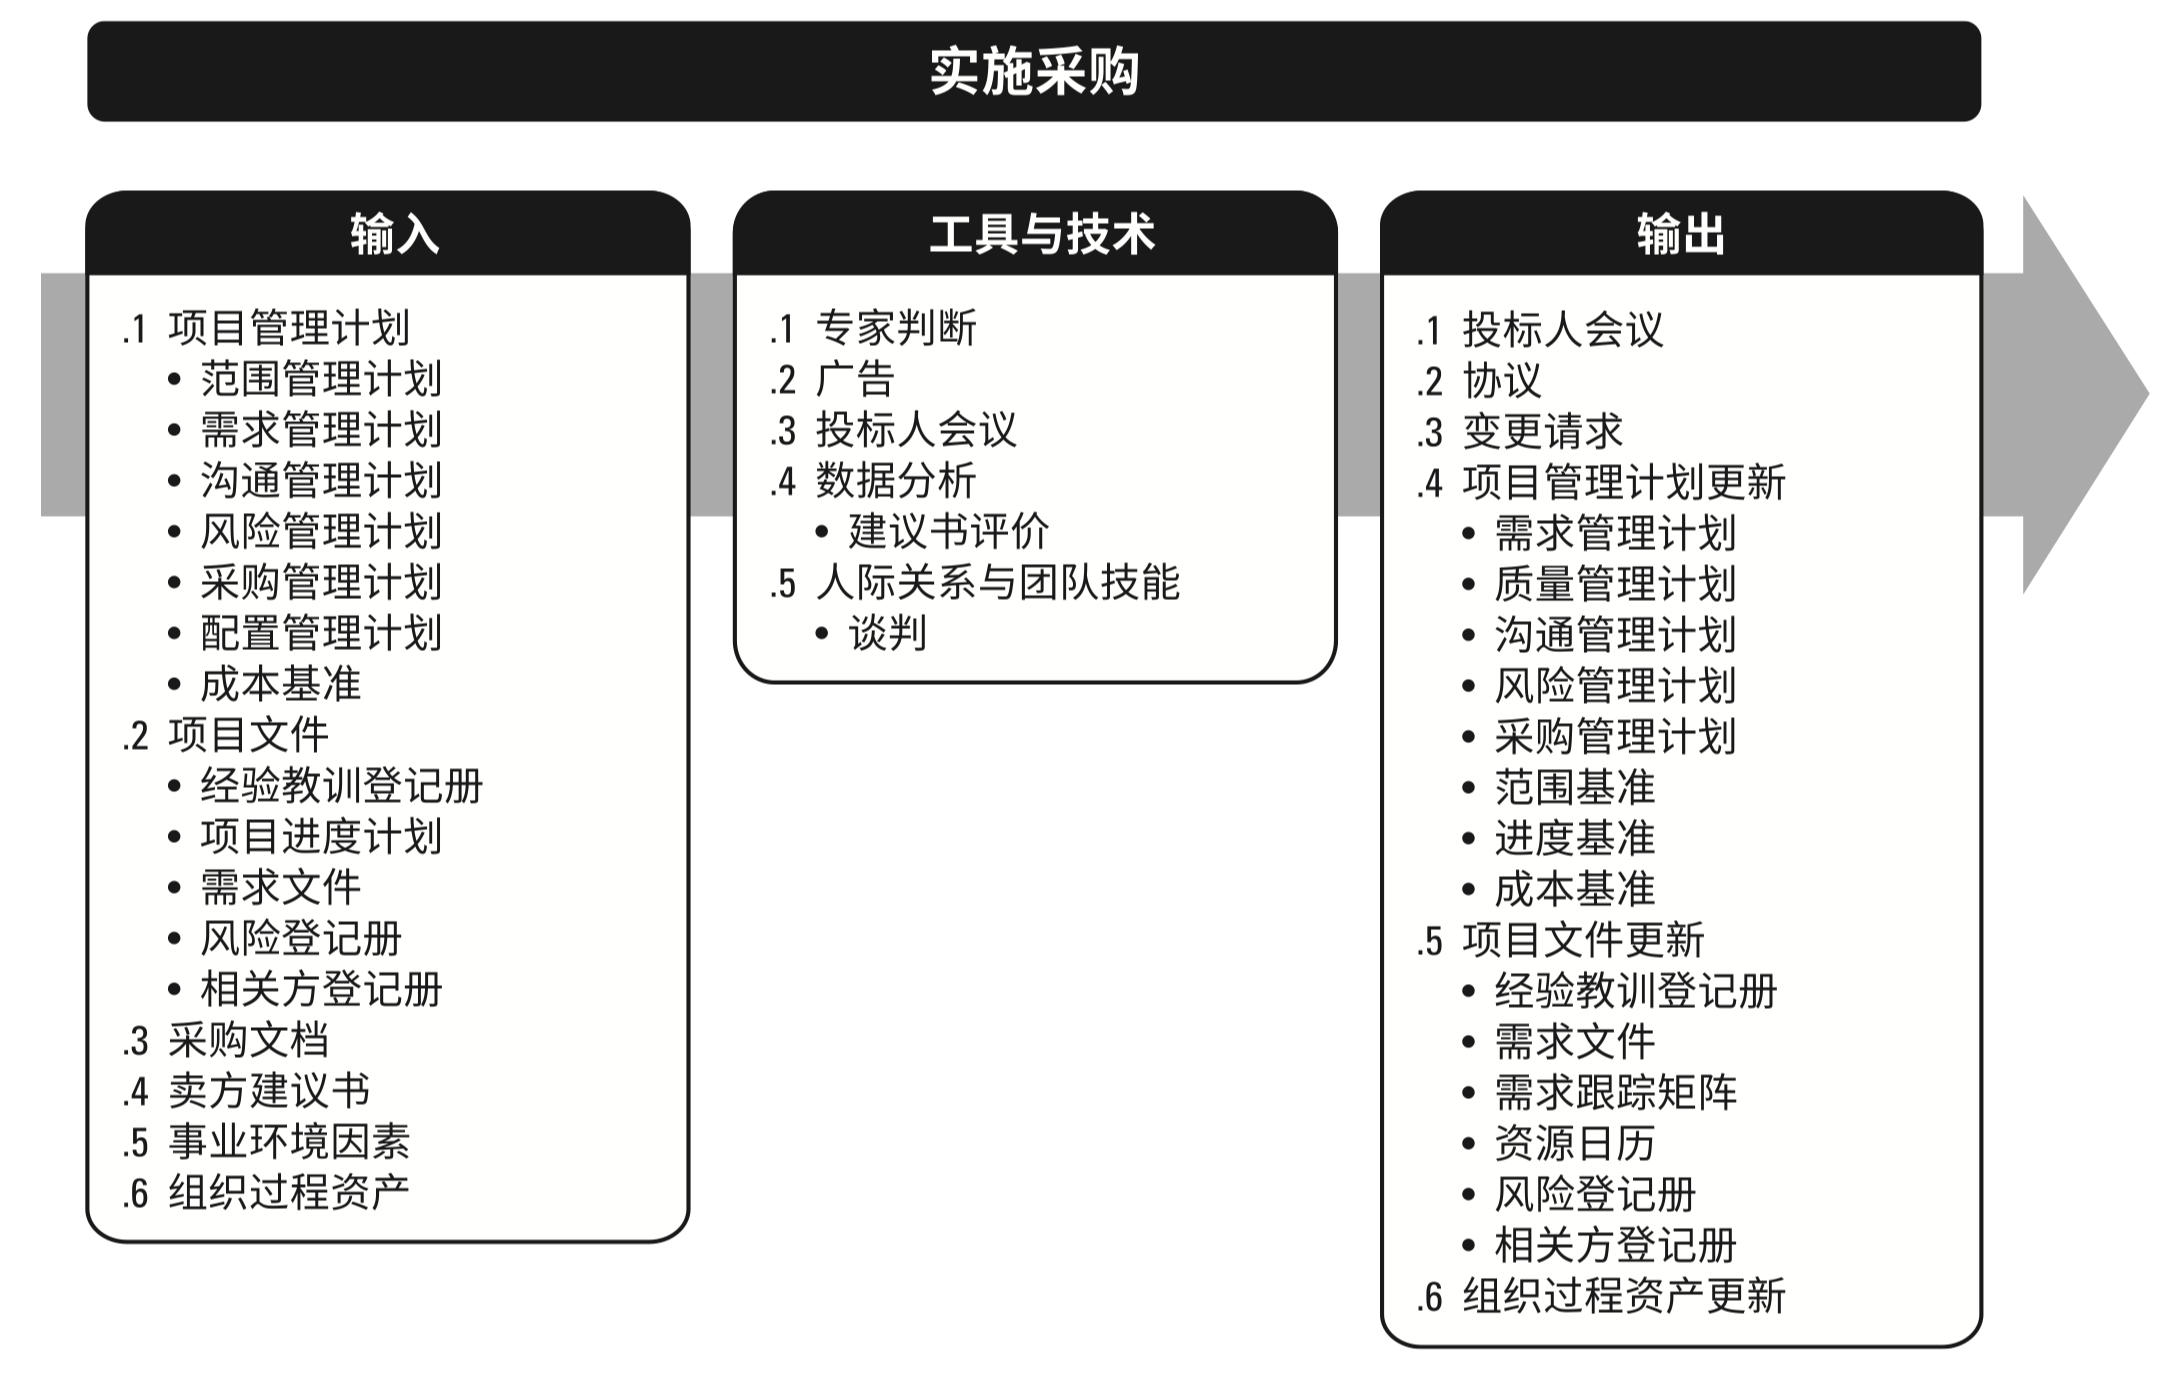 实施采购
输入
.1 项目管理计划
• 范围管理计划
• 需求管理计划
• 沟通管理计划
• 风险管理计划
• 采购管理计划
• 配置管理计划
• 成本基准
.2 项目文件
• 经验教训登记册
• 项目进度计划
• 需求文件
• 风险登记册
• 相关方登记册
.3 采购文档
.4 卖方建议书
.5 事业环境因素
.6 组织过程资产
工具与技术
.1 专家判断
.2 广告
.3 投标人会议
.4 数据分析
• 建议书评价
.5 人际关系与团队技能
• 谈判
输出
.1 投标人会议
.2 协议
.3 变更请求
.4 项目管理计划更新
• 需求管理计划
• 质量管理计划
• 沟通管理计划
• 风险管理计划
• 采购管理计划
• 范围基准
• 进度基准
• 成本基准
.5 项目文件更新
• 经验教训登记册
• 需求文件
• 需求跟踪矩阵
• 资源日历
• 风险登记册
• 相关方登记册
.6 组织过程资产更新